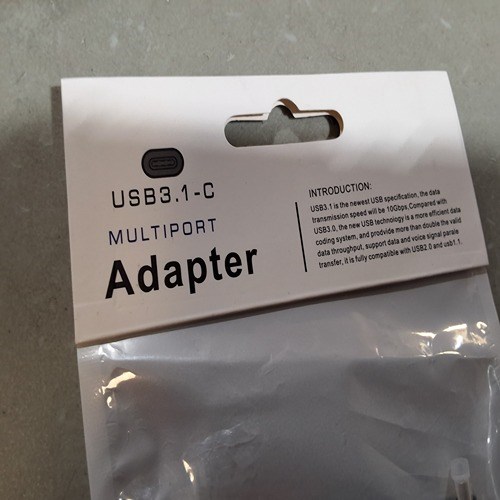 USB3.1-C
MULTIPORT
Adapter
INTRODUCTION:
USB3.1 is the newest USB specification, the data
transmission speed will be 10Gbps,Compared with
USB3.0, the new USB technology is a more efficient data
coding system, and prodvide more than double the valid
data throughput, support data and voice signal parale
transfer, it is fully compatible with USB2.0 and usb1.1.